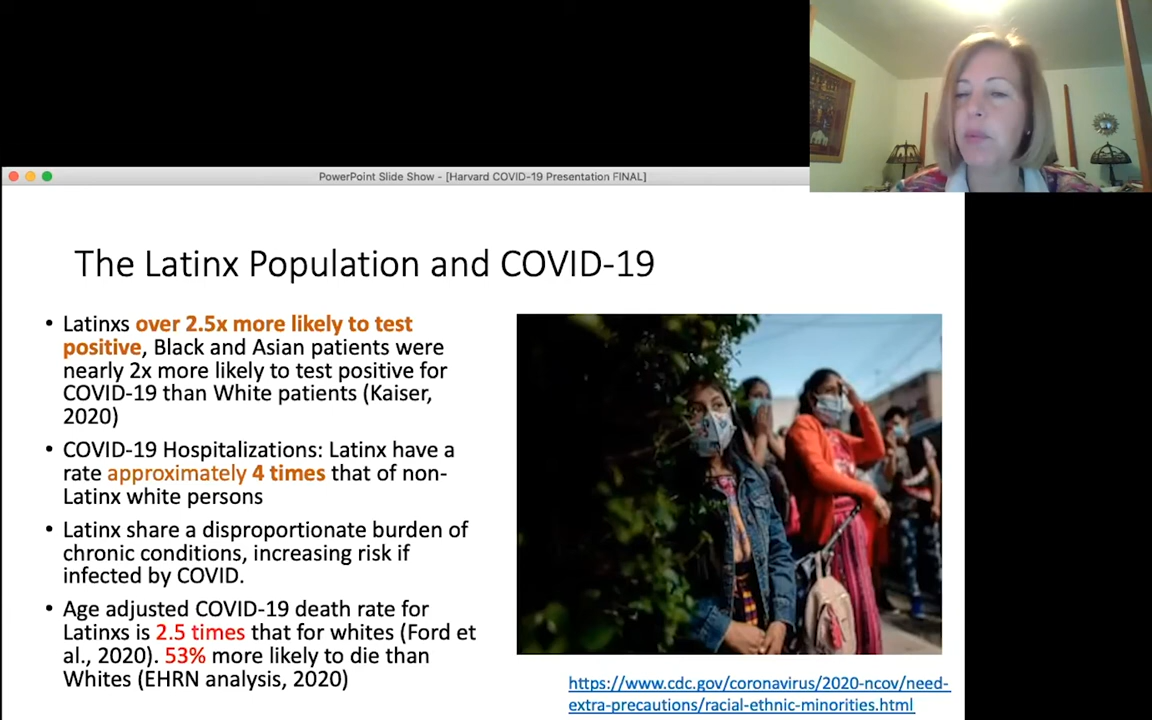 PowerPoint Slide Show - [Harvard COVID-19 Presentation FINAL]
The Latinx Population and COVID-19
• Latinxs over 2.5x more likely to test
positive, Black and Asian patients were
nearly 2x more likely to test positive for
COVID-19 than White patients (Kaiser,
2020)
• COVID-19 Hospitalizations: Latinx have a
rate approximately 4 times that of non-
Latinx white persons
• Latinx share a disproportionate burden of
chronic conditions, increasing risk if
infected by COVID.
• Age adjusted COVID-19 death rate for
Latinxs is 2.5 times that for whites (Ford et
al., 2020). 53% more likely to die than
Whites (EHRN analysis, 2020)
https://www.cdc.gov/coronavirus/2020-ncov/need-
extra-precautions/racial-ethnic-minorities.html